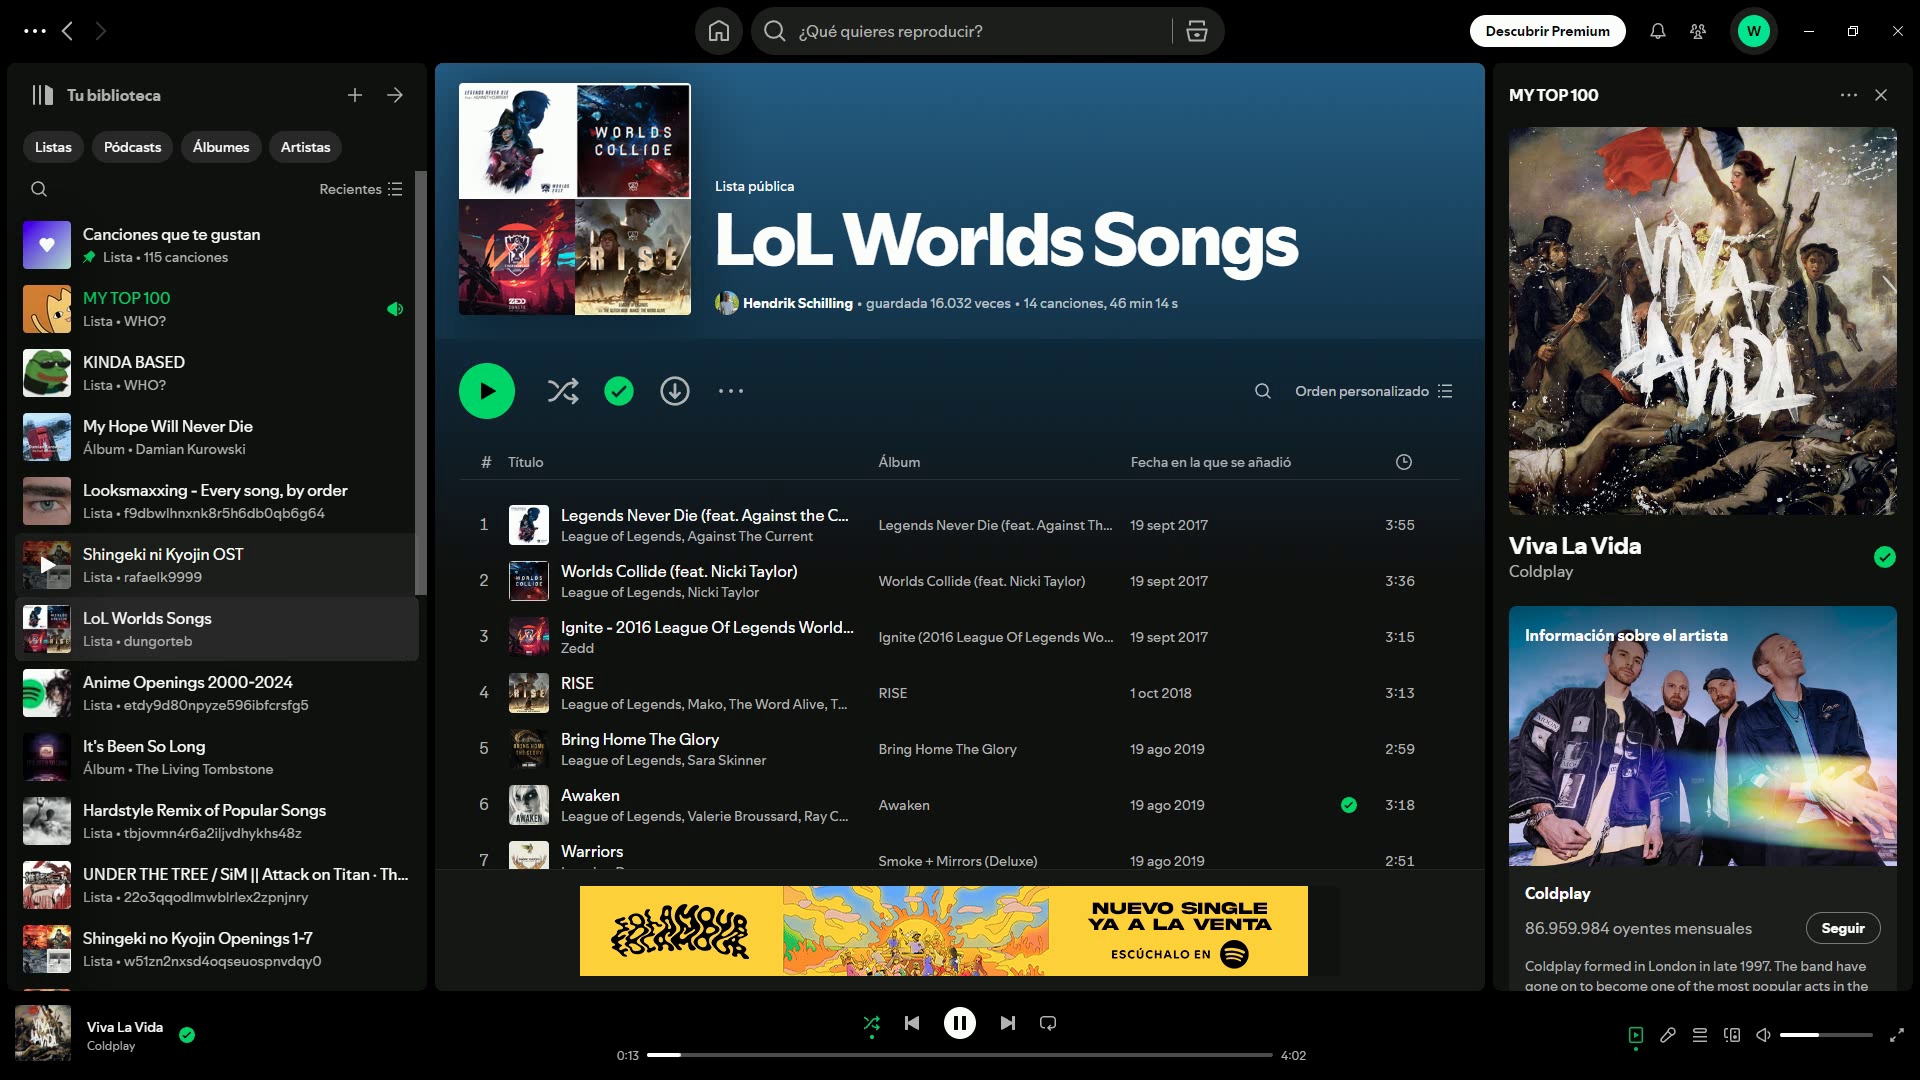 ¿Qué quieres reproducir?
Descubrir Premium
W
Tu biblioteca
Listas
Pódcasts
Álbumes
Artistas
Recientes
Canciones que te gustan
Lista • 115 canciones
MY TOP 100
Lista • WHO?
KINDA BASED
Lista • WHO?
My Hope Will Never Die
Álbum • Damian Kurowski
Looksmaxxing - Every song, by order
Lista • f9dbwlhnxnk8r5h6db0qb6g64
Shingeki ni Kyojin OST
Lista • rafaelk9999
LoL Worlds Songs
Lista • dungorteb
Anime Openings 2000-2024
Lista • etdy9d80npyze596ibfcrsfg5
It's Been So Long
Álbum • The Living Tombstone
Hardstyle Remix of Popular Songs
Lista • tbjovmn4r6a2iljvdhykhs48z
UNDER THE TREE / SiM || Attack on Titan · Th...
Lista • 22o3qqodlmwblrlex2zpnjnry
Shingeki no Kyojin Openings 1-7
Lista • w51zn2nxsd4oqseuospnvdqy0
LEGENDS NEVER DIE
WORLDS
COLLIDE
ZEDD
RISE
Lista pública
LoL Worlds Songs
Hendrik Schilling • guardada 16.032 veces • 14 canciones, 46 min 14 s
Orden personalizado
# Título Álbum Fecha en la que se añadió
1 Legends Never Die (feat. Against the C... Legends Never Die (feat. Against Th... 19 sept 2017 3:55
League of Legends, Against The Current
2 Worlds Collide (feat. Nicki Taylor) Worlds Collide (feat. Nicki Taylor) 19 sept 2017 3:36
League of Legends, Nicki Taylor
3 Ignite - 2016 League Of Legends World... Ignite (2016 League Of Legends Wo... 19 sept 2017 3:15
Zedd
4 RISE RISE 1 oct 2018 3:13
League of Legends, Mako, The Word Alive, T...
5 Bring Home The Glory Bring Home The Glory 19 ago 2019 2:59
League of Legends, Sara Skinner
6 Awaken Awaken 19 ago 2019 3:18
League of Legends, Valerie Broussard, Ray C...
7 Warriors Smoke + Mirrors (Deluxe) 19 ago 2019 2:51
FOLAMOUR
NUEVO SINGLE
YA A LA VENTA
ESCÚCHALO EN
MY TOP 100
VIVA
LA VIDA
Viva La Vida
Coldplay
Información sobre el artista
Coldplay
86.959.984 oyentes mensuales
Seguir
Coldplay formed in London in late 1997. The band have
gone on to become one of the most popular acts in the
Viva La Vida
Coldplay
0:13
4:02